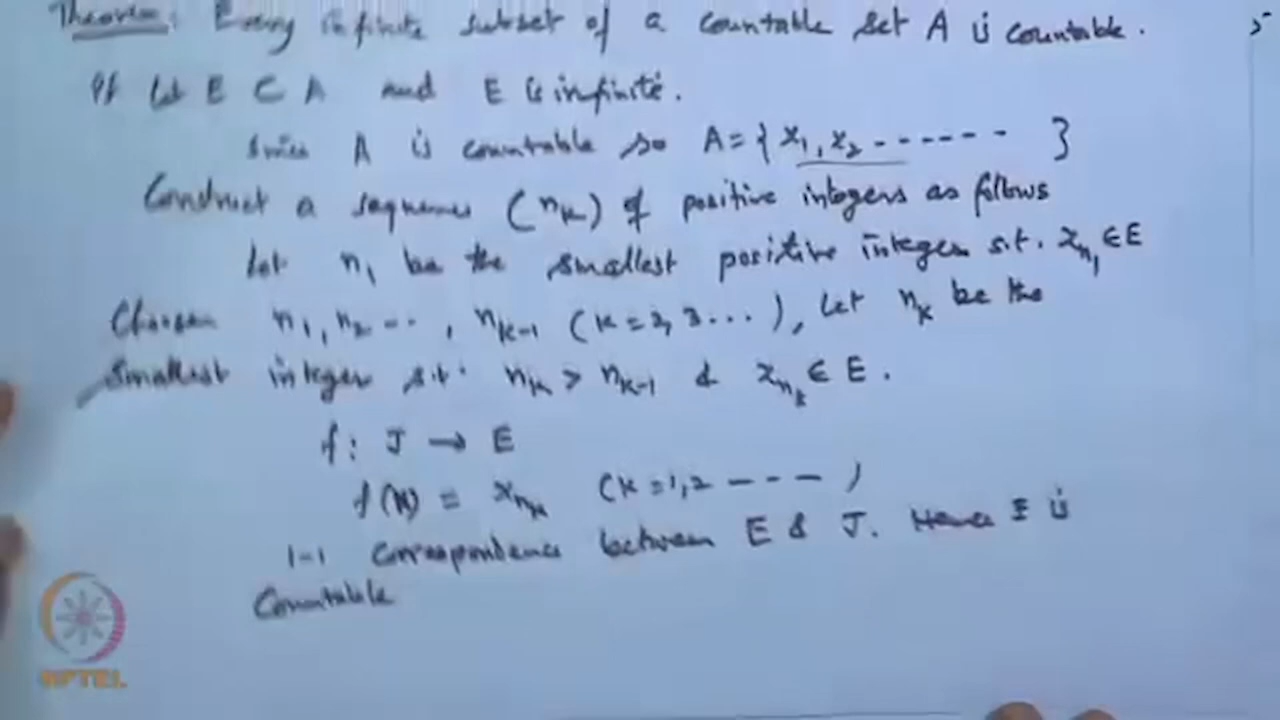 Theorem: Every infinite subset of a countable set A is countable.
Pf Let E ⊂ A and E is infinite.
Since A is countable so A = { x₁, x₂ ------ }
Construct a sequence (nₖ) of positive integers as follows
Let n₁ be the smallest positive integer s.t. xₙ₁ ∈ E
Chosen n₁, n₂ --, nₖ₋₁ (k = 2, 3 ...), Let nₖ be the
smallest integer s.t. nₖ > nₖ₋₁ & xₙₖ ∈ E.
f: J → E
f(k) = xₙₖ (k = 1, 2 ----)
1-1 correspondence between E & J. Hence E is
Countable
NPTEL